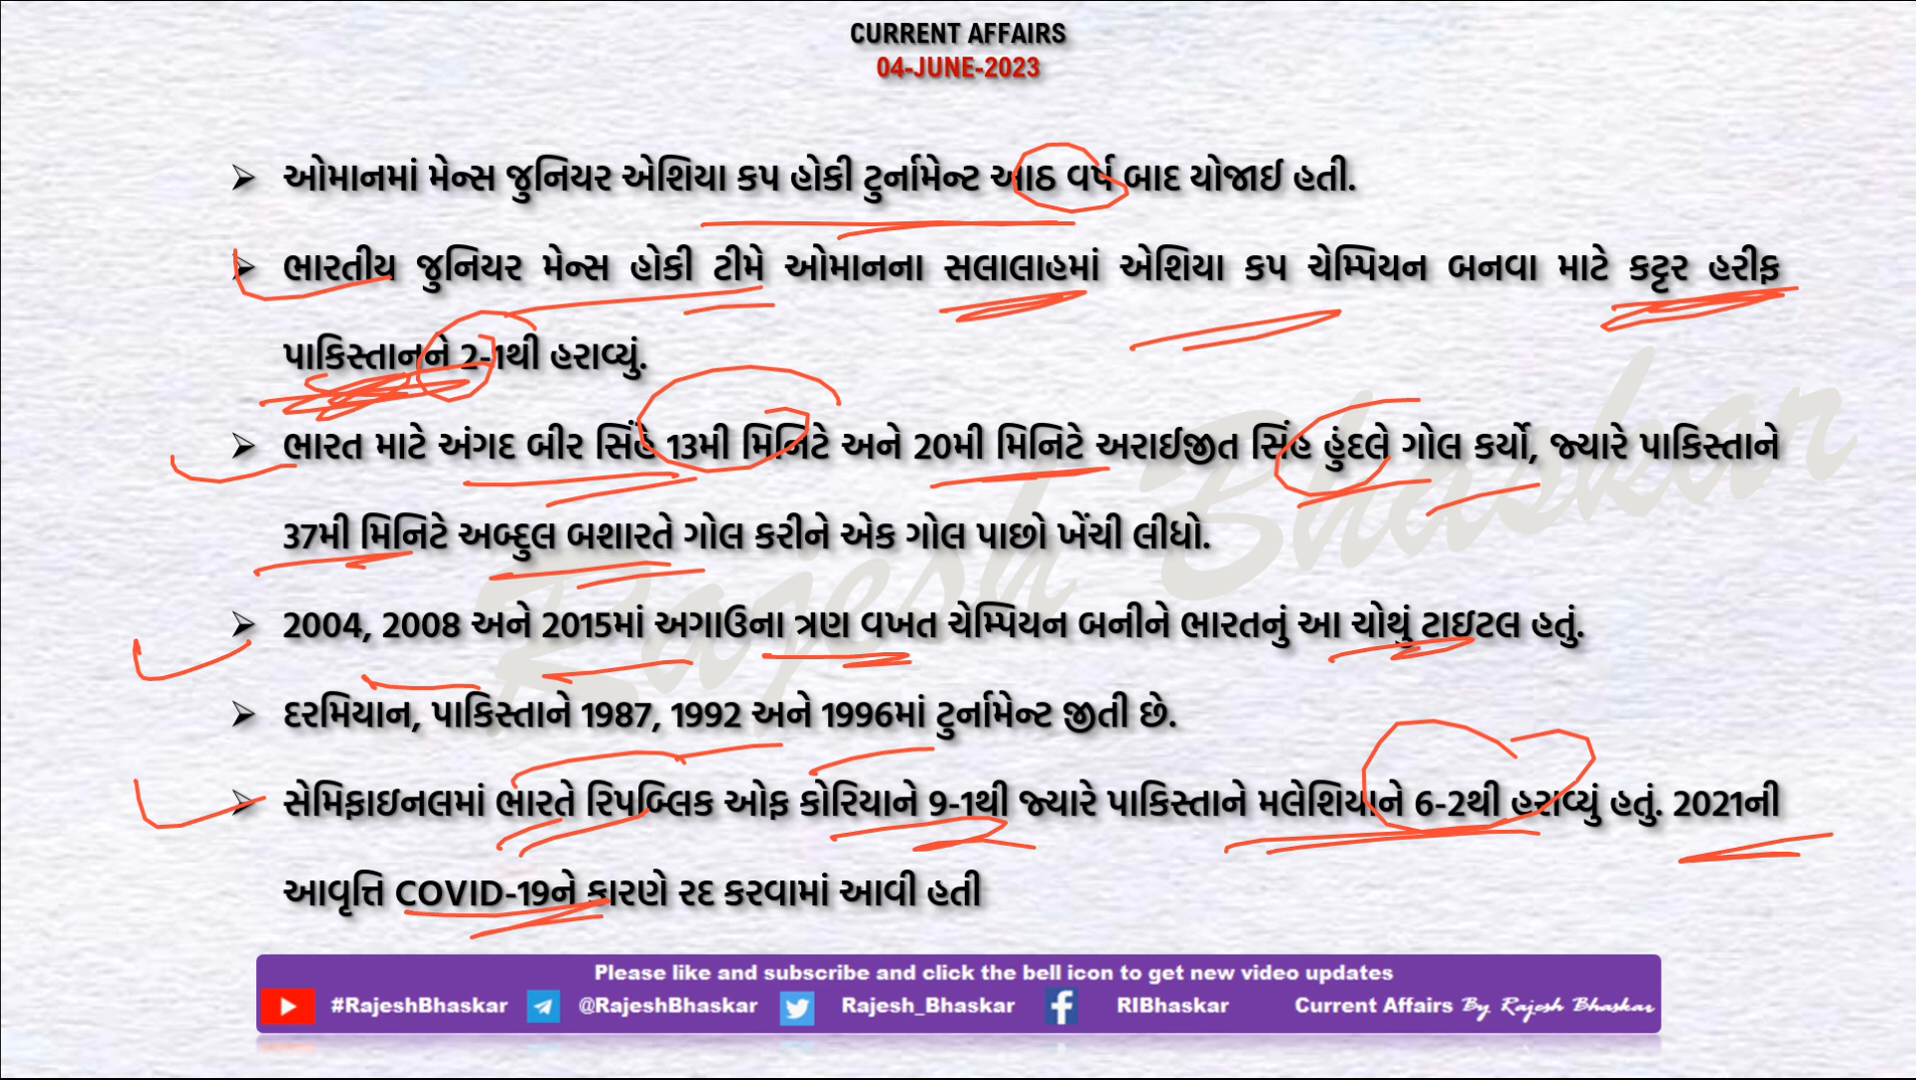 CURRENT AFFAIRS
04-JUNE-2023
➢ ઓમાનમાં મેન્સ જુનિયર એશિયા કપ હોકી ટુર્નામેન્ટ આઠ વર્ષ બાદ યોજાઈ હતી.
➢ ભારતીય જુનિયર મેન્સ હોકી ટીમે ઓમાનના સલાલાહમાં એશિયા કપ ચેમ્પિયન બનવા માટે કટ્ટર હરીફ
પાકિસ્તાનને 2-1થી હરાવ્યું.
➢ ભારત માટે અંગદ બીર સિંહે 13મી મિનિટે અને 20મી મિનિટે અરાઈજીત સિંહ હુંદલે ગોલ કર્યો, જ્યારે પાકિસ્તાને
37મી મિનિટે અબ્દુલ બશારતે ગોલ કરીને એક ગોલ પાછો ખેંચી લીધો.
➢ 2004, 2008 અને 2015માં અગાઉના ત્રણ વખત ચેમ્પિયન બનીને ભારતનું આ ચોથું ટાઇટલ હતું.
➢ દરમિયાન, પાકિસ્તાને 1987, 1992 અને 1996માં ટુર્નામેન્ટ જીતી છે.
➢ સેમિફાઇનલમાં ભારતે રિપબ્લિક ઓફ કોરિયાને 9-1થી જ્યારે પાકિસ્તાને મલેશિયાને 6-2થી હરાવ્યું હતું. 2021ની
આવૃત્તિ COVID-19ને કારણે રદ કરવામાં આવી હતી
Rajesh Bhaskar
Please like and subscribe and click the bell icon to get new video updates
#RajeshBhaskar @RajeshBhaskar Rajesh_Bhaskar RIBhaskar Current Affairs By Rajesh Bhaskar